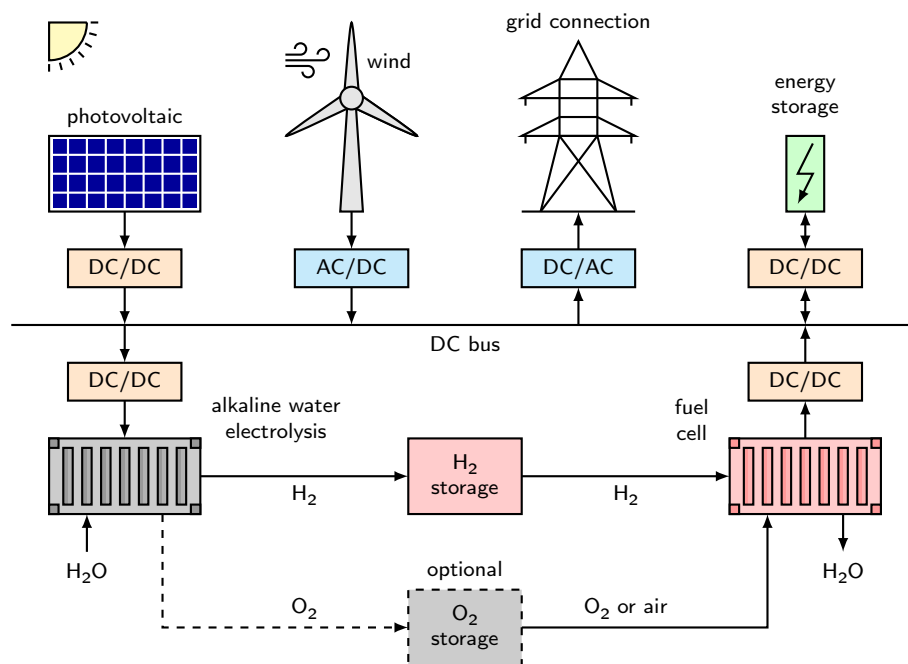 grid connection
wind
energy
storage
photovoltaic
DC/DC
AC/DC
DC/AC
DC/DC
DC bus
DC/DC
DC/DC
alkaline water
electrolysis
fuel
cell
H₂
storage
H₂
H₂
H₂O
H₂O
optional
O₂
O₂
storage
O₂ or air